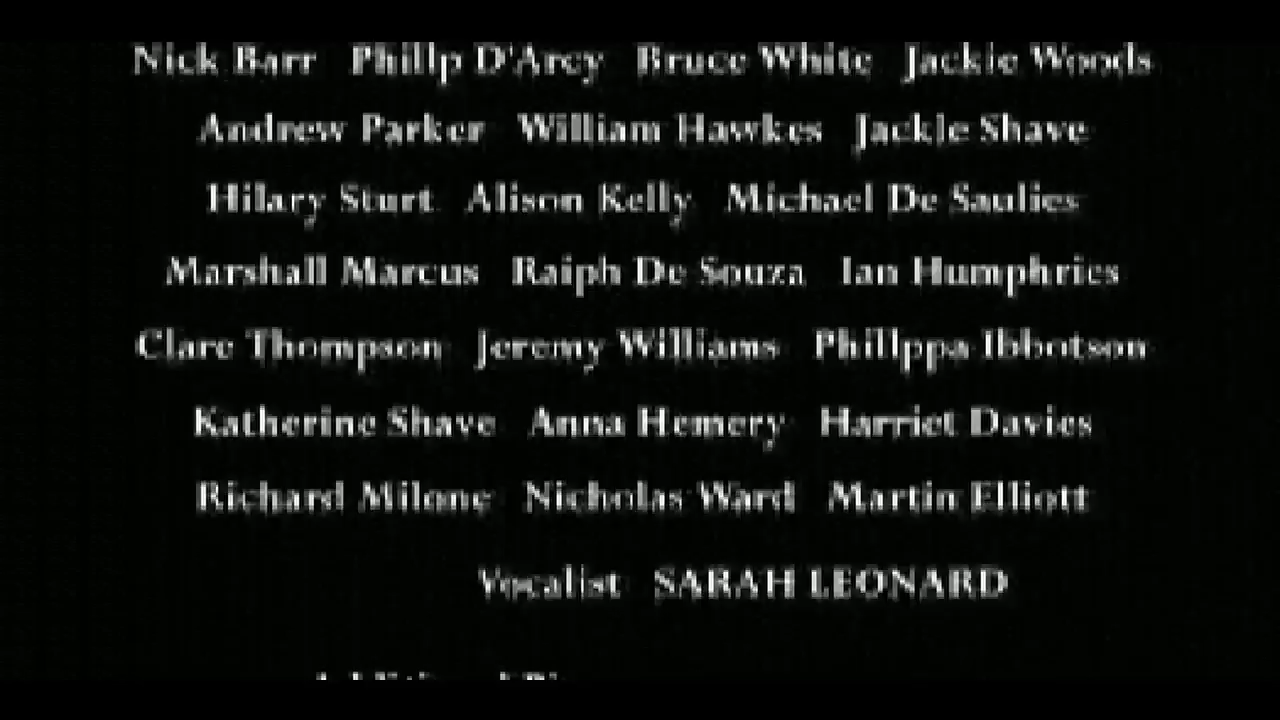 Nick Barr Phillp D'Arcy Bruce White Jackie Woods
Andrew Parker William Hawkes Jackie Shave
Hilary Sturt Alison Kelly Michael De Saulies
Marshall Marcus Raiph De Souza Ian Humphries
Clare Thompson Jeremy Williams Phillppa Ibbotson
Katherine Shave Anna Hemery Harriet Davies
Richard Milone Nicholas Ward Martin Elliott
Vocalist SARAH LEONARD